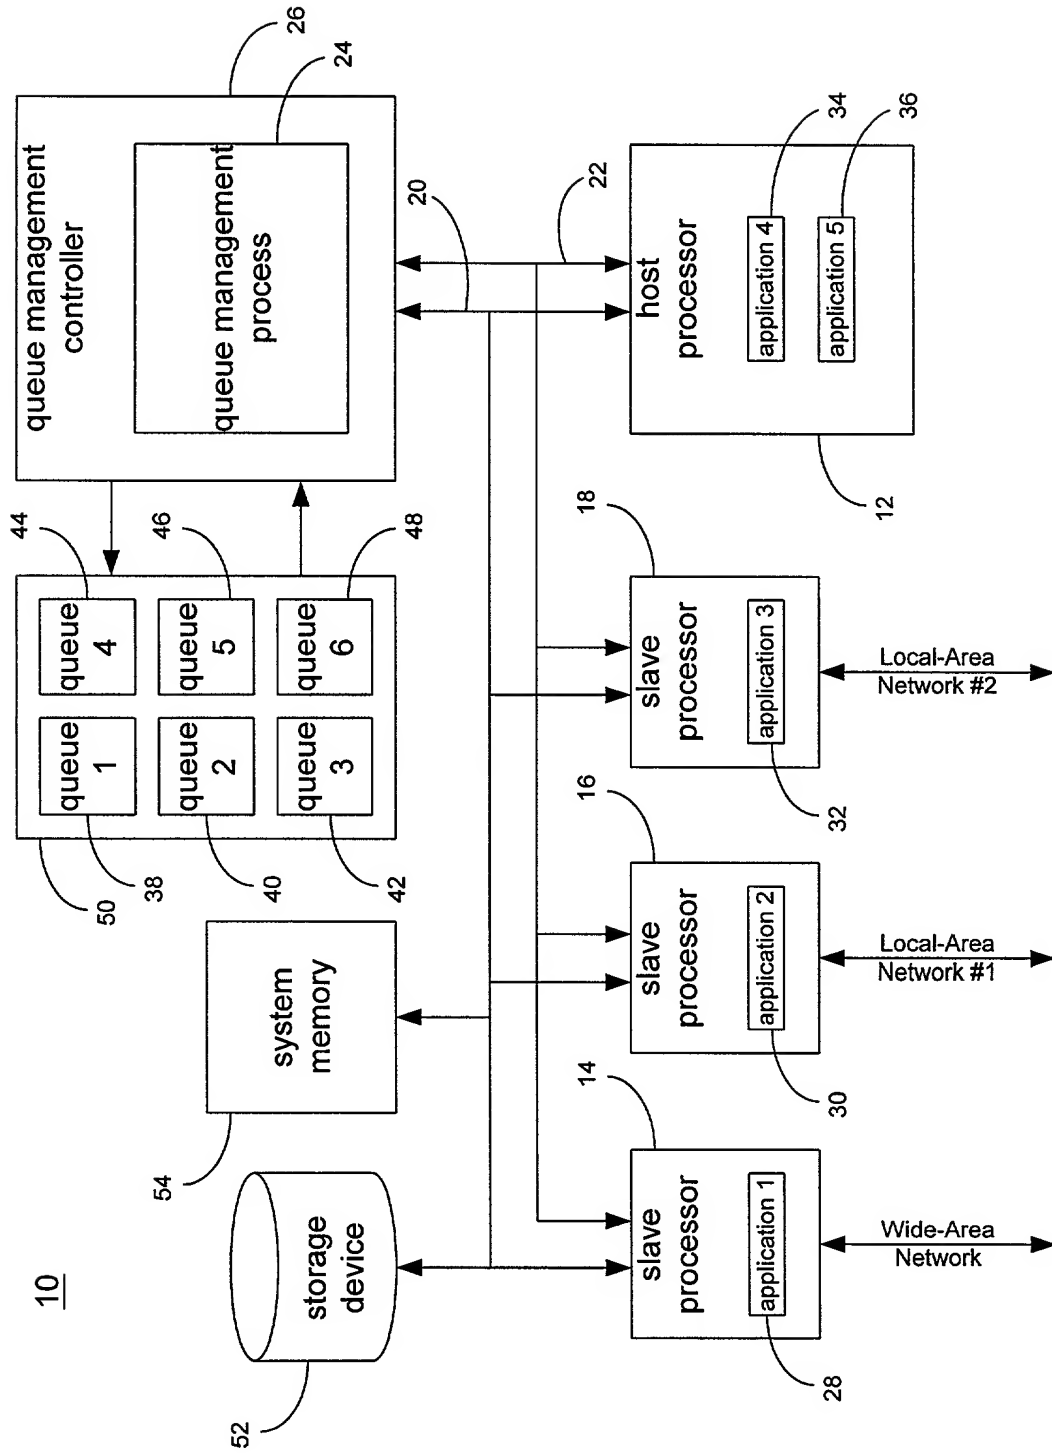 10
52
storage
device
54
system
memory
50
38
40
42
44
46
48
queue
1
queue
4
queue
2
queue
5
queue
3
queue
6
queue management
controller
queue management
process
26
24
20
22
14
slave
processor
application 1
28
Wide-Area
Network
16
slave
processor
application 2
30
Local-Area
Network #1
18
slave
processor
application 3
32
Local-Area
Network #2
12
host
processor
application 4
application 5
34
36